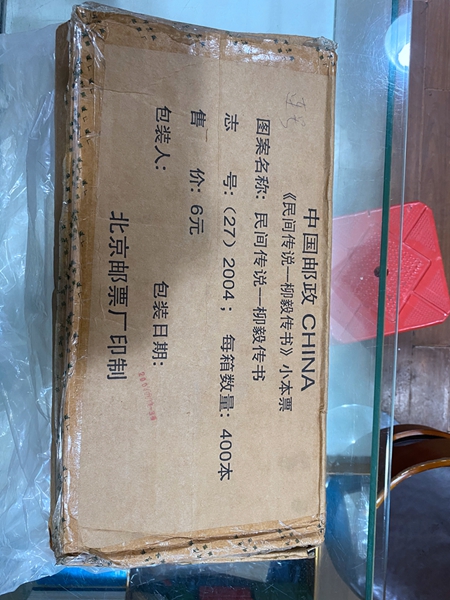 中国邮政 CHINA
《民间传说—柳毅传书》小本票
图案名称: 民间传说—柳毅传书
志 号: (27) 2004; 每箱数量: 400本
售 价: 6元
包装人: 包装日期:
北京邮票厂印制